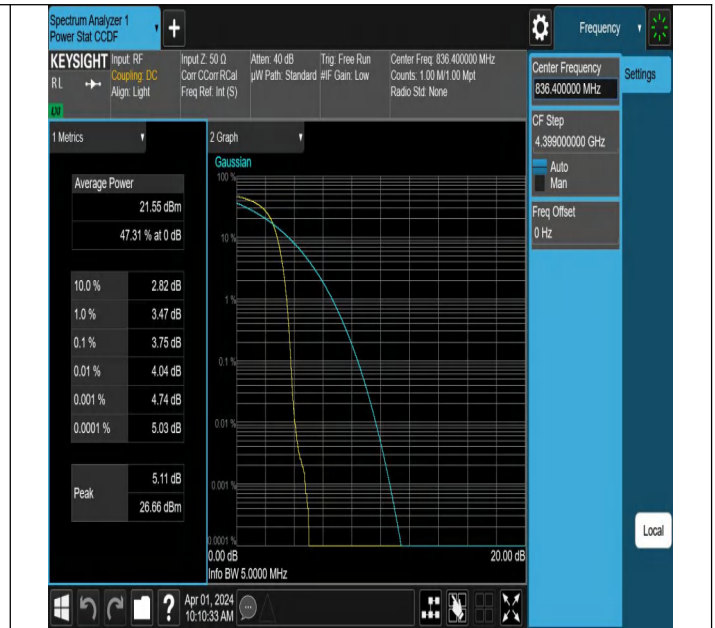 Spectrum Analyzer 1
Power Stat CCDF
+
Frequency
KEYSIGHT
RL
LXI
Input: RF
Coupling: DC
Align: Light
Input Z: 50 Ω
Corr CCorr RCal
Freq Ref: Int (S)
Atten: 40 dB
µW Path: Standard
Trig: Free Run
#IF Gain: Low
Center Freq: 836.400000 MHz
Counts: 1.00 M/1.00 Mpt
Radio Std: None
Center Frequency
836.400000 MHz
Settings
CF Step
4.399000000 GHz
Auto
Man
Freq Offset
0 Hz
Local
1 Metrics
Average Power
21.55 dBm
47.31 % at 0 dB
10.0 % 2.82 dB
1.0 % 3.47 dB
0.1 % 3.75 dB
0.01 % 4.04 dB
0.001 % 4.74 dB
0.0001 % 5.03 dB
Peak 5.11 dB
26.66 dBm
2 Graph
Gaussian
100 %
10 %
1 %
0.1 %
0.01 %
0.001 %
0.0001 %
0.00 dB 20.00 dB
Info BW 5.0000 MHz
?
Apr 01, 2024
10:10:33 AM